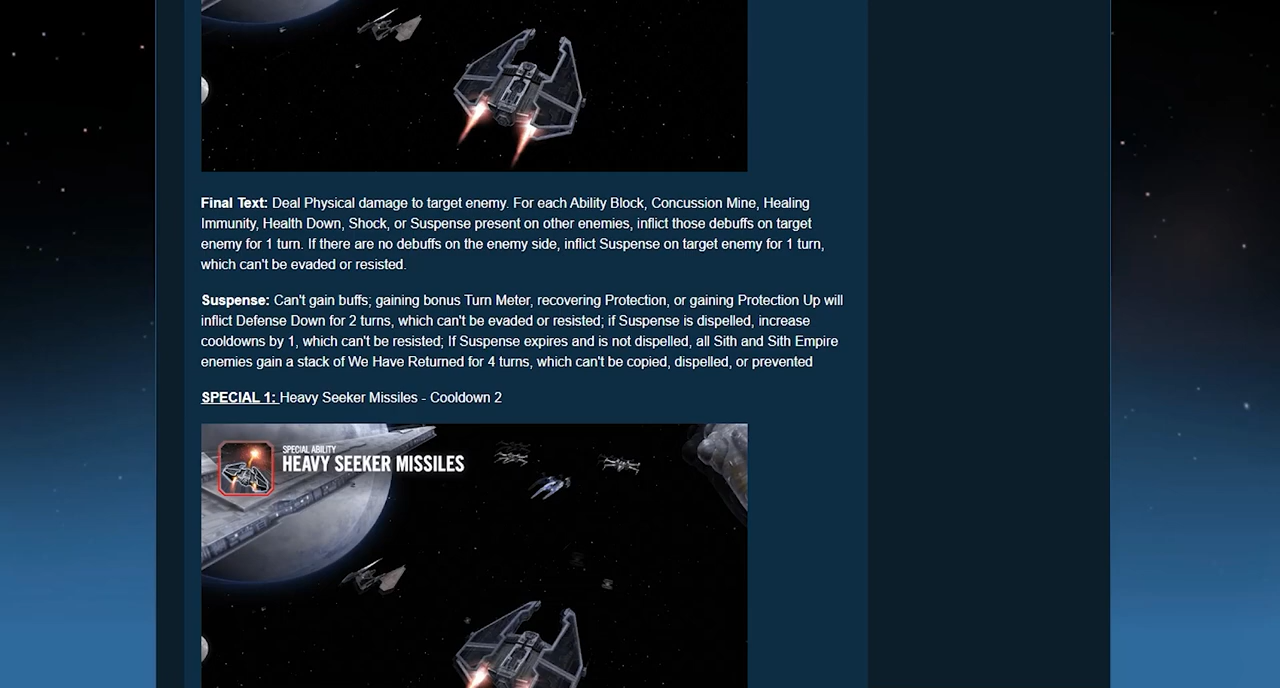 Final Text: Deal Physical damage to target enemy. For each Ability Block, Concussion Mine, Healing
Immunity, Health Down, Shock, or Suspense present on other enemies, inflict those debuffs on target
enemy for 1 turn. If there are no debuffs on the enemy side, inflict Suspense on target enemy for 1 turn,
which can't be evaded or resisted.
Suspense: Can't gain buffs; gaining bonus Turn Meter, recovering Protection, or gaining Protection Up will
inflict Defense Down for 2 turns, which can't be evaded or resisted; if Suspense is dispelled, increase
cooldowns by 1, which can't be resisted; If Suspense expires and is not dispelled, all Sith and Sith Empire
enemies gain a stack of We Have Returned for 4 turns, which can't be copied, dispelled, or prevented
SPECIAL 1: Heavy Seeker Missiles - Cooldown 2
SPECIAL ABILITY
HEAVY SEEKER MISSILES